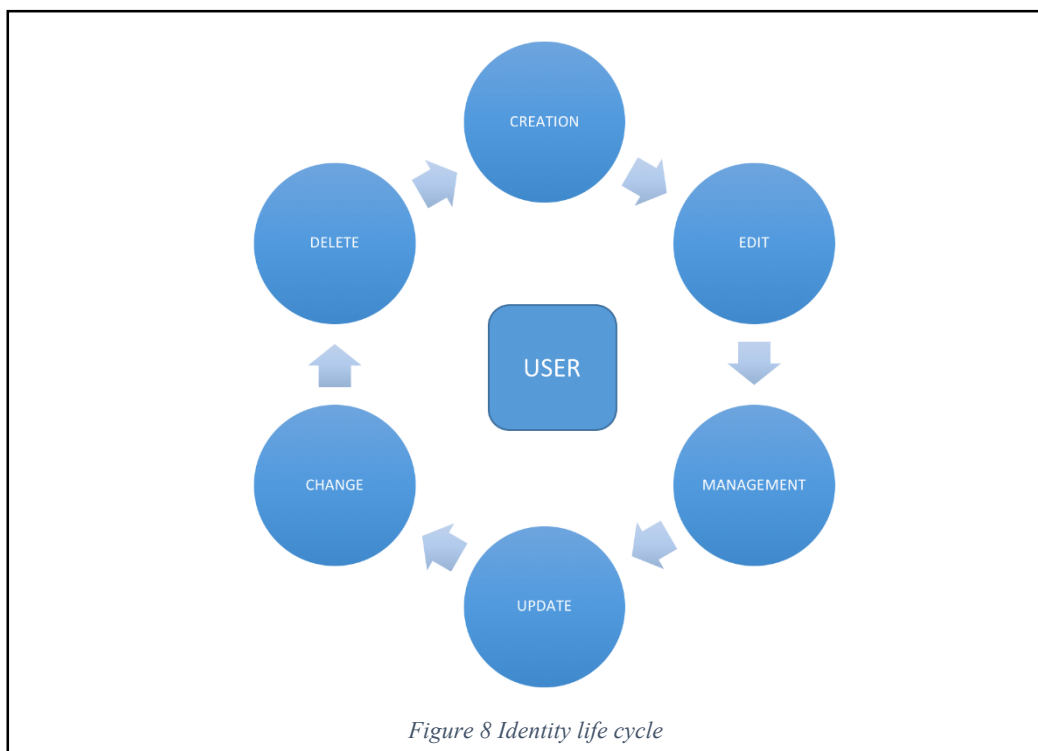 CREATION
DELETE
EDIT
USER
CHANGE
MANAGEMENT
UPDATE
Figure 8 Identity life cycle